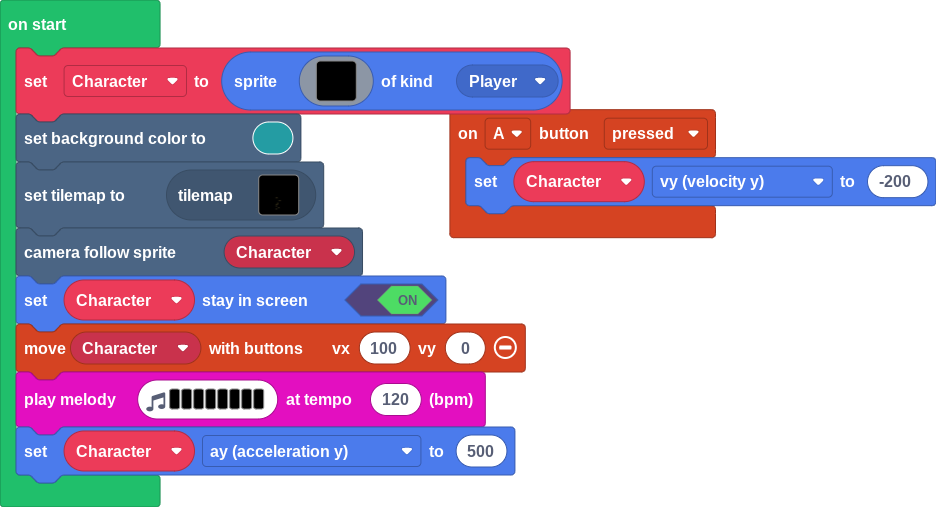 on start
set Character to sprite of kind Player
set background color to
set tilemap to tilemap
camera follow sprite Character
set Character stay in screen ON
move Character with buttons vx 100 vy 0
play melody at tempo 120 (bpm)
set Character ay (acceleration y) to 500
on A button pressed
set Character vy (velocity y) to -200